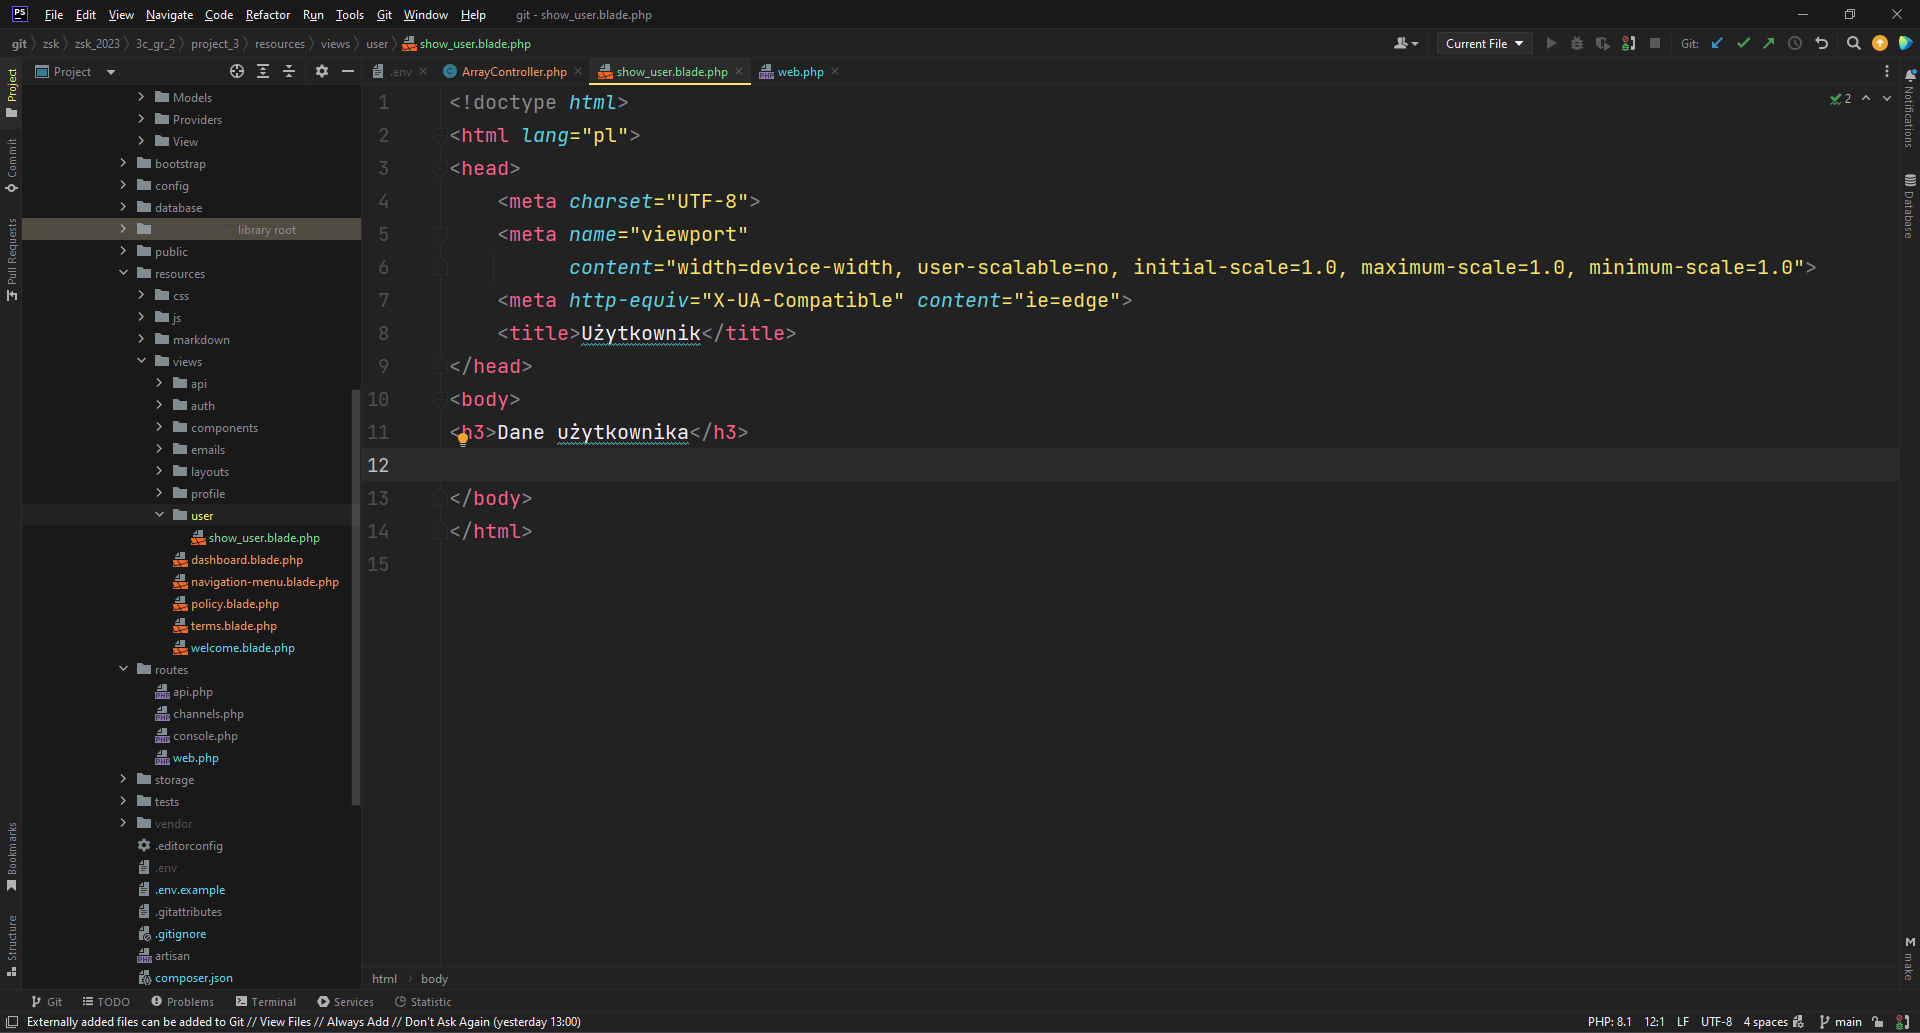 PS File Edit View Navigate Code Refactor Run Tools Git Window Help git - show_user.blade.php
git zsk zsk_2023 3c_gr_2 project_3 resources views user show_user.blade.php Current File Git:
Project .env ArrayController.php show_user.blade.php web.php
Project
Commit
Pull Requests
Bookmarks
Structure
Models
Providers
View
bootstrap
config
database
library root
public
resources
css
js
markdown
views
api
auth
components
emails
layouts
profile
user
show_user.blade.php
dashboard.blade.php
navigation-menu.blade.php
policy.blade.php
terms.blade.php
welcome.blade.php
routes
api.php
channels.php
console.php
web.php
storage
tests
vendor
.editorconfig
.env
.env.example
.gitattributes
.gitignore
artisan
composer.json
1 <!doctype html>
2 <html lang="pl">
3 <head>
4 <meta charset="UTF-8">
5 <meta name="viewport"
6 content="width=device-width, user-scalable=no, initial-scale=1.0, maximum-scale=1.0, minimum-scale=1.0">
7 <meta http-equiv="X-UA-Compatible" content="ie=edge">
8 <title>Użytkownik</title>
9 </head>
10 <body>
11 <h3>Dane użytkownika</h3>
12
13 </body>
14 </html>
15
2
Notifications
Database
make
html body
Git TODO Problems Terminal Services Statistic
Externally added files can be added to Git // View Files // Always Add // Don't Ask Again (yesterday 13:00) PHP: 8.1 12:1 LF UTF-8 4 spaces main